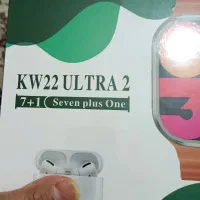 KW22 ULTRA 2
7+1 ( Seven plus One